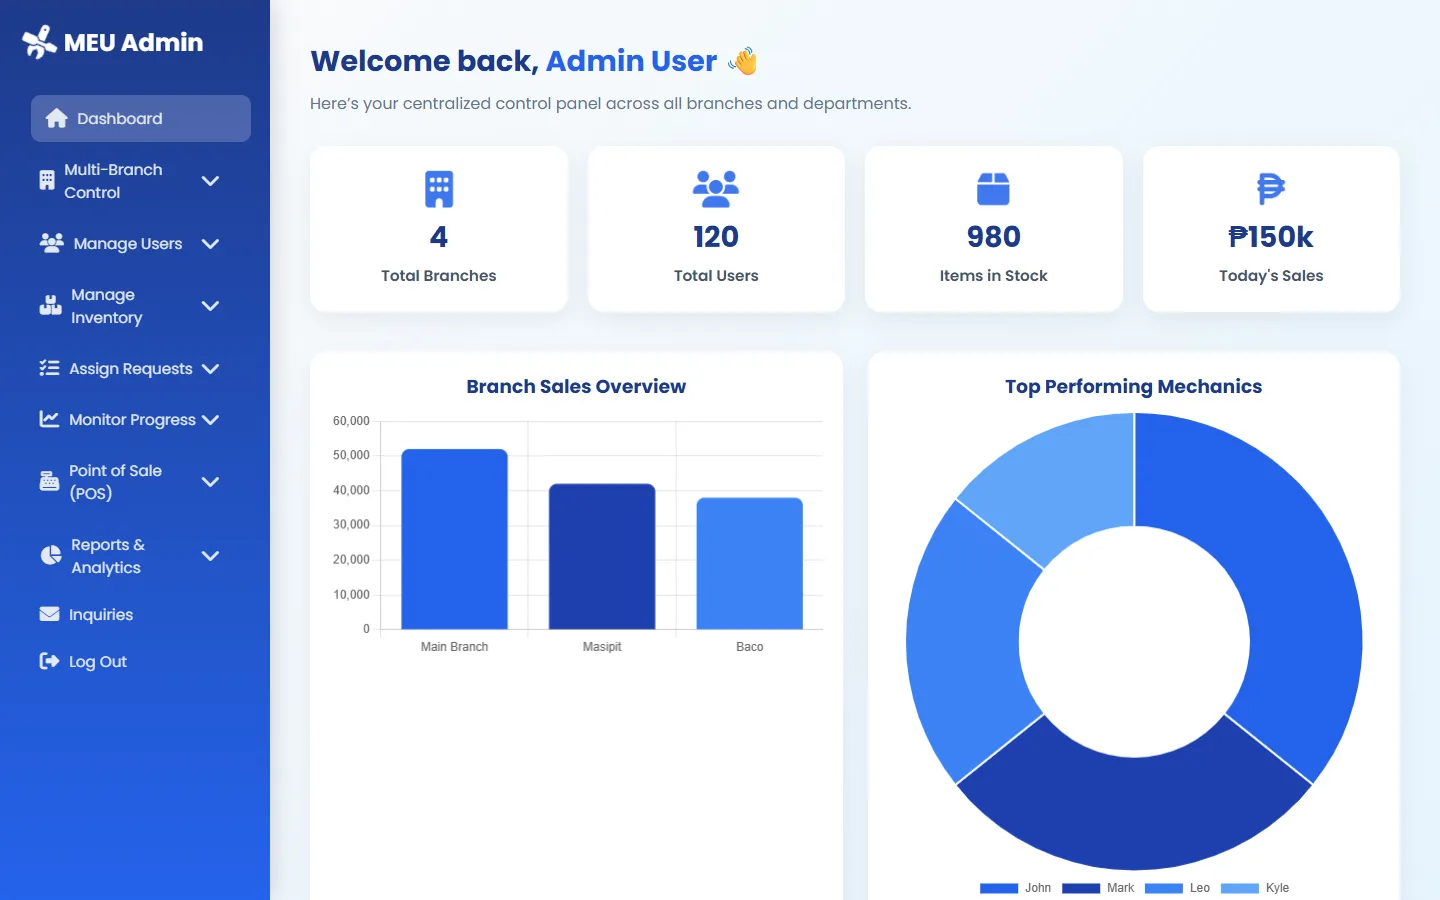 MEU Admin
Dashboard
Multi-Branch
Control
Manage Users
Manage
Inventory
Assign Requests
Monitor Progress
Point of Sale
(POS)
Reports &
Analytics
Inquiries
Log Out
Welcome back, Admin User 👋
Here's your centralized control panel across all branches and departments.
4
Total Branches
120
Total Users
980
Items in Stock
₱150k
Today's Sales
Branch Sales Overview
60,000
50,000
40,000
30,000
20,000
10,000
0
Main Branch
Masipit
Baco
Top Performing Mechanics
John
Mark
Leo
Kyle